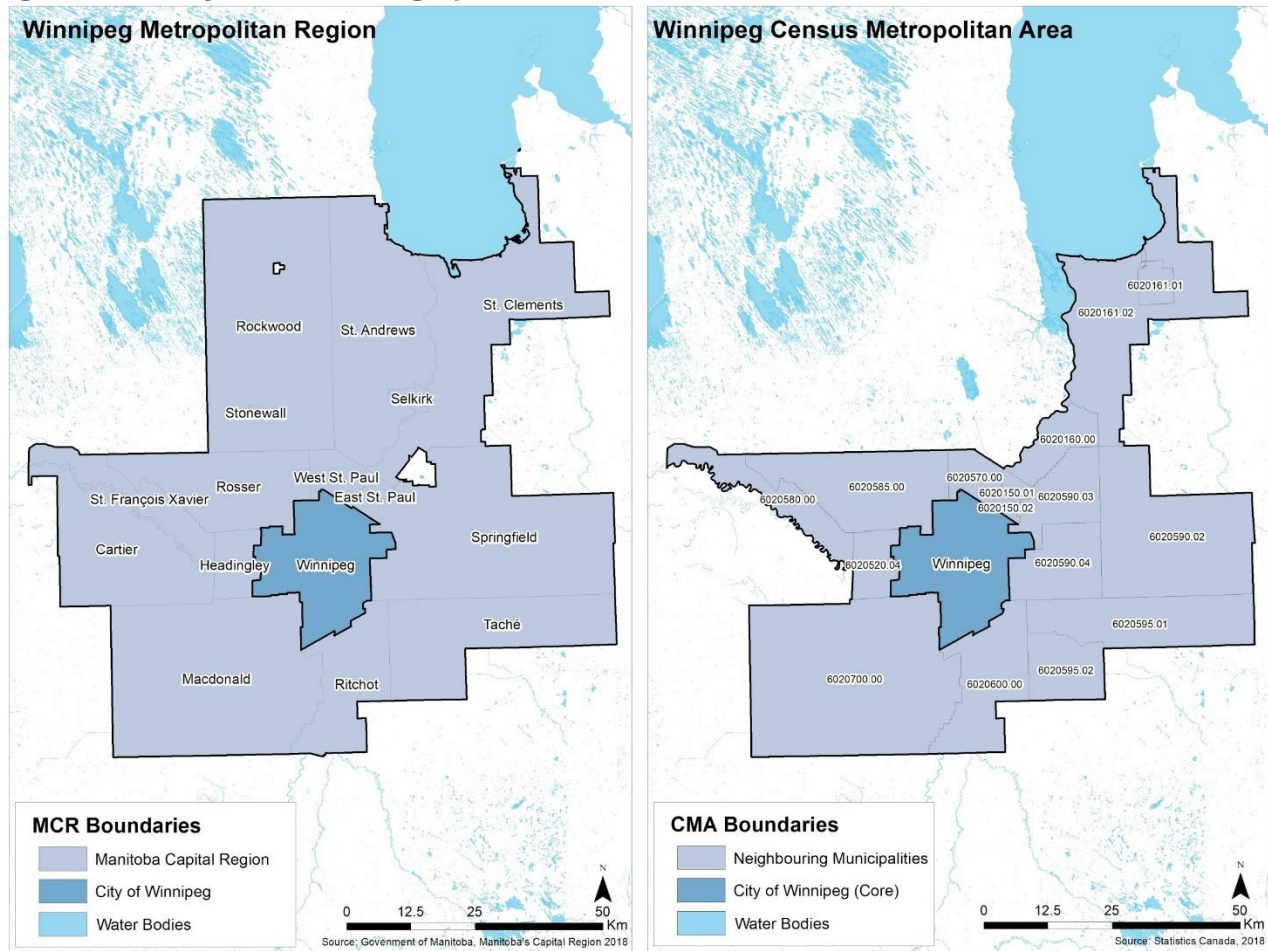 Winnipeg Metropolitan Region
St. Clements
Rockwood
St. Andrews
Selkirk
Stonewall
West St. Paul
Rosser
East St. Paul
St. François Xavier
Springfield
Cartier
Headingley
Winnipeg
Taché
Macdonald
Ritchot
MCR Boundaries
Manitoba Capital Region
City of Winnipeg
Water Bodies
N
0 12.5 25 50
Km
Source: Govenment of Manitoba, Manitoba's Capital Region 2018
Winnipeg Census Metropolitan Area
6020161.01
6020161.02
6020160.00
6020570.00
6020585.00
6020150.01
6020590.03
6020580.00
6020150.02
6020590.02
6020520.04
Winnipeg
6020590.04
6020595.01
6020595.02
6020700.00
6020600.00
CMA Boundaries
Neighbouring Municipalities
City of Winnipeg (Core)
Water Bodies
N
0 12.5 25 50
Km
Source: Statistics Canada, 2018